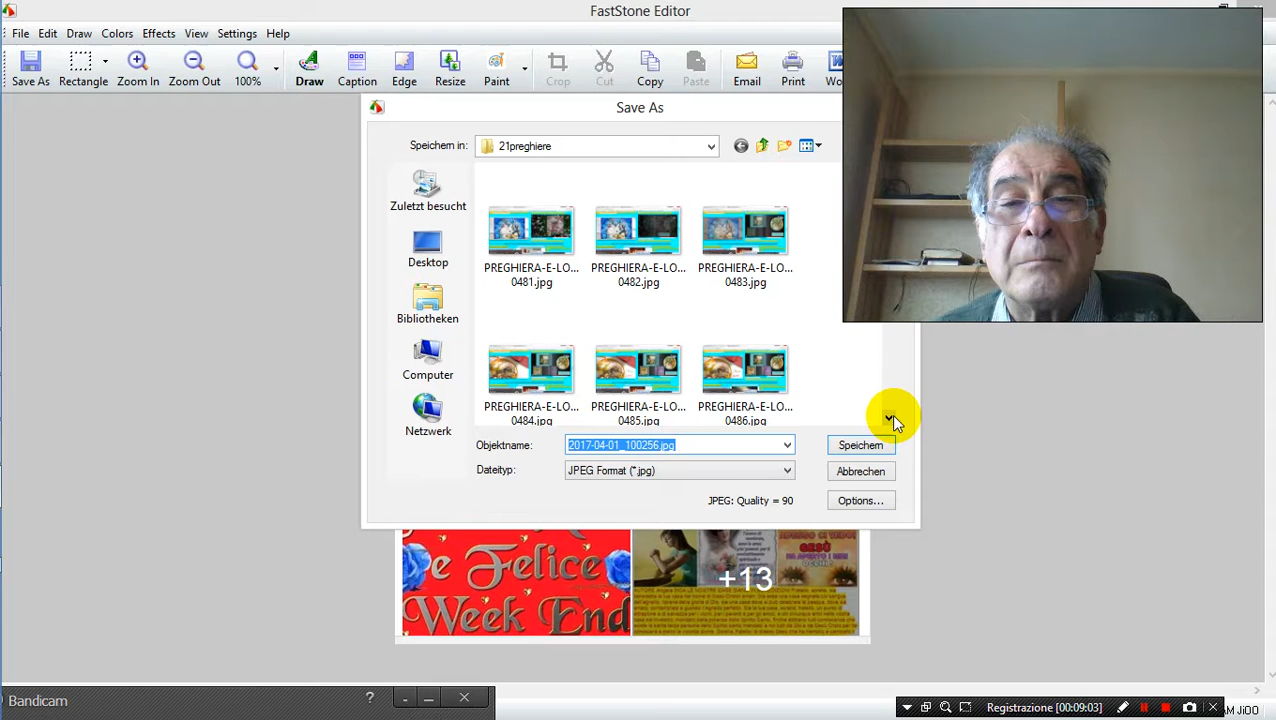 FastStone Editor
File Edit Draw Colors Effects View Settings Help
Save As Rectangle Zoom In Zoom Out 100% Draw Caption Edge Resize Paint Crop Cut Copy Paste Email Print
Save As
Speichern in: 21preghiere
Zuletzt besucht
Desktop
Bibliotheken
Computer
Netzwerk
PREGHIERA-E-LO... PREGHIERA-E-LO... PREGHIERA-E-LO...
0481.jpg 0482.jpg 0483.jpg
PREGHIERA-E-LO... PREGHIERA-E-LO... PREGHIERA-E-LO...
0484.jpg 0485.jpg 0486.jpg
Objektname: 2017-04-01_100256.jpg Speichern
Dateityp: JPEG Format (*.jpg) Abbrechen
JPEG: Quality = 90 Options...
e Felice
Week End
+13
GESÙ
Bandicam ?
Registrazione [00:09:03]